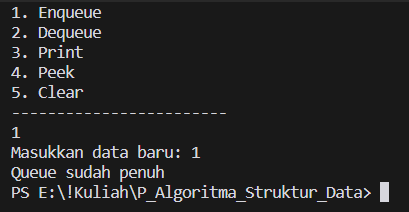 1. Enqueue
2. Dequeue
3. Print
4. Peek
5. Clear
------------------------
1
Masukkan data baru: 1
Queue sudah penuh
PS E:\!Kuliah\P_Algoritma_Struktur_Data>